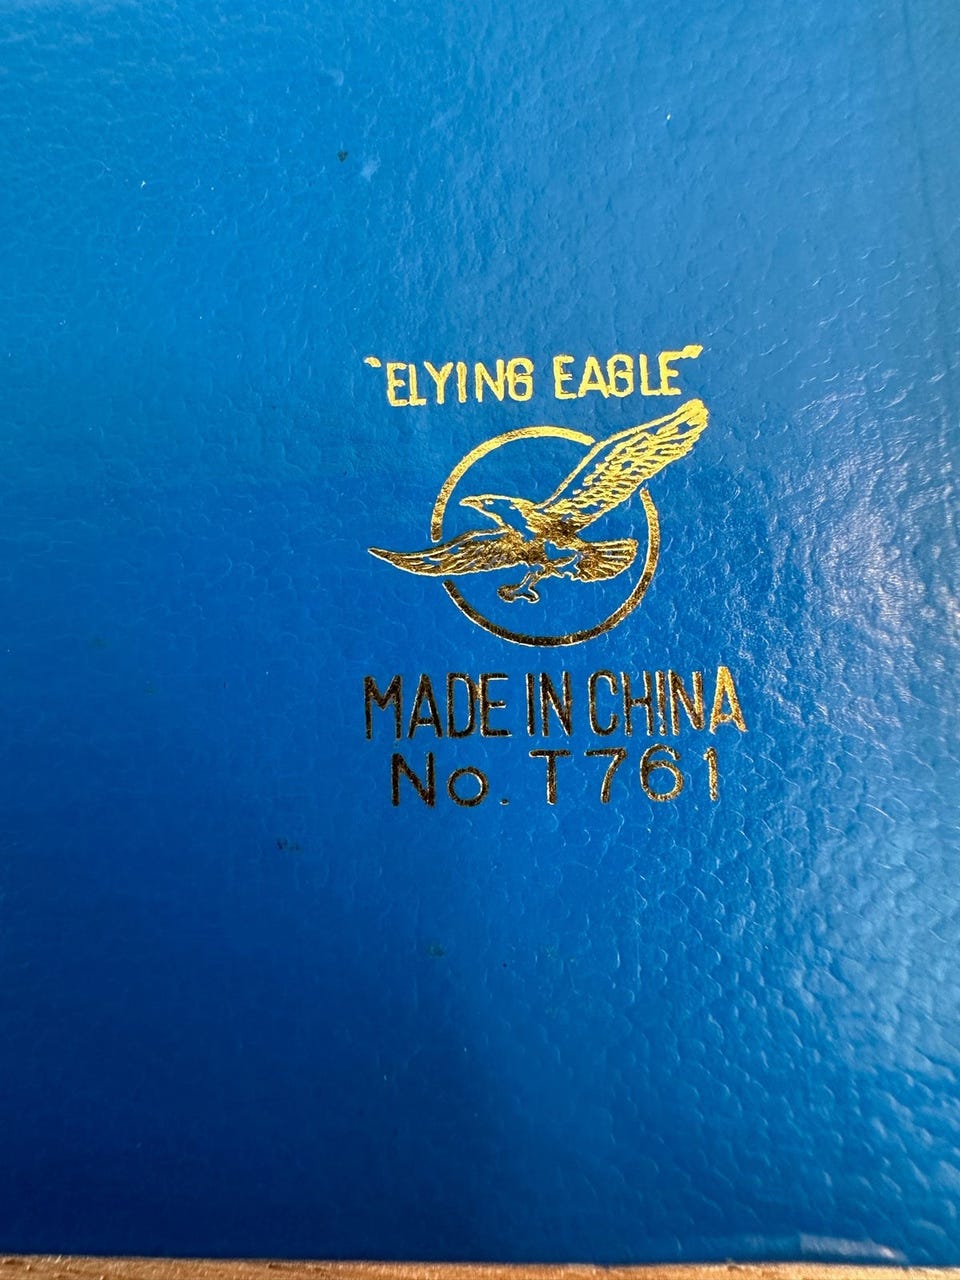 "ELYING EAGLE"
MADE IN CHINA
No. T761